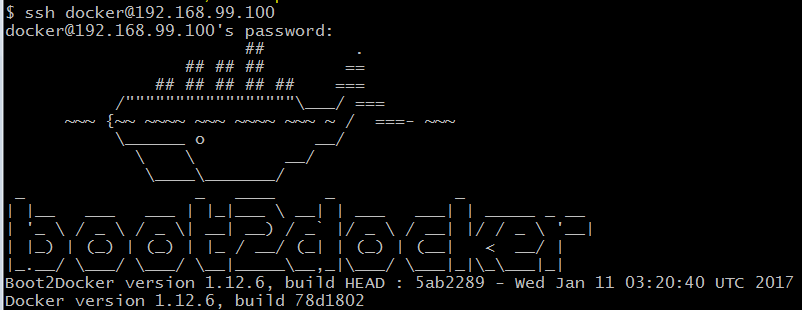 $ ssh docker@192.168.99.100
docker@192.168.99.100's password:
                        ##         .
                  ## ## ##        ==
               ## ## ## ## ##    ===
           /"""""""""""""""""\___/ ===
      ~~~ {~~ ~~~~ ~~~ ~~~~ ~~~ ~ /  ===- ~~~
           \______ o           __/
             \    \         __/
              \____\_______/
 _                 _   ____     _            _
| |__   ___   ___ | |_|___ \ __| | ___   ___| | _____ _ __
| '_ \ / _ \ / _ \| __| __) / _` |/ _ \ / __| |/ / _ \ '__|
| |_) | (_) | (_) | |_ / __/ (_| | (_) | (__|   <  __/ |
|_.__/ \___/ \___/ \__|_____\__,_|\___/ \___|_|\_\___|_|
Boot2Docker version 1.12.6, build HEAD : 5ab2289 - Wed Jan 11 03:20:40 UTC 2017
Docker version 1.12.6, build 78d1802